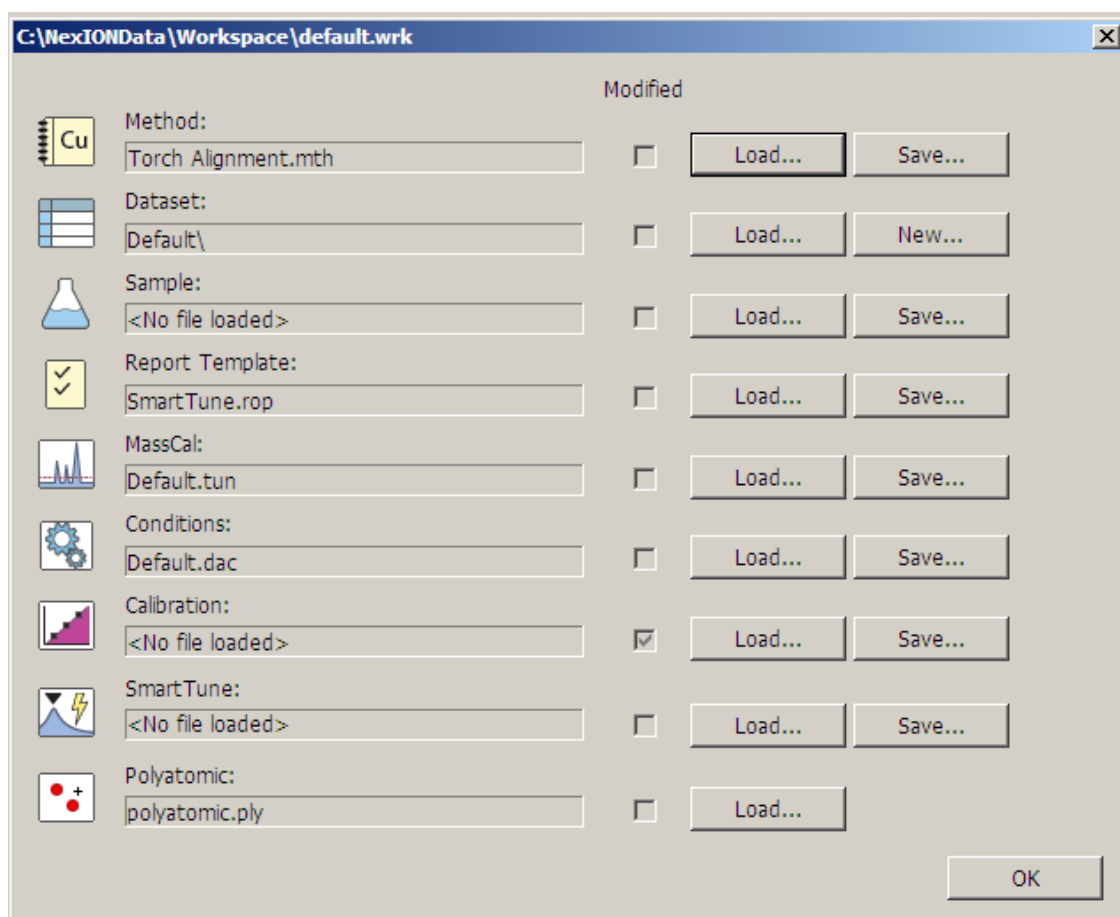 C:\NexIONData\Workspace\default.wrk
Modified
Method:
Cu
Torch Alignment.mth
Load...
Save...
Dataset:
Default\
Load...
New...
Sample:
<No file loaded>
Load...
Save...
Report Template:
SmartTune.rop
Load...
Save...
MassCal:
Default.tun
Load...
Save...
Conditions:
Default.dac
Load...
Save...
Calibration:
<No file loaded>
Load...
Save...
SmartTune:
<No file loaded>
Load...
Save...
Polyatomic:
polyatomic.ply
Load...
OK